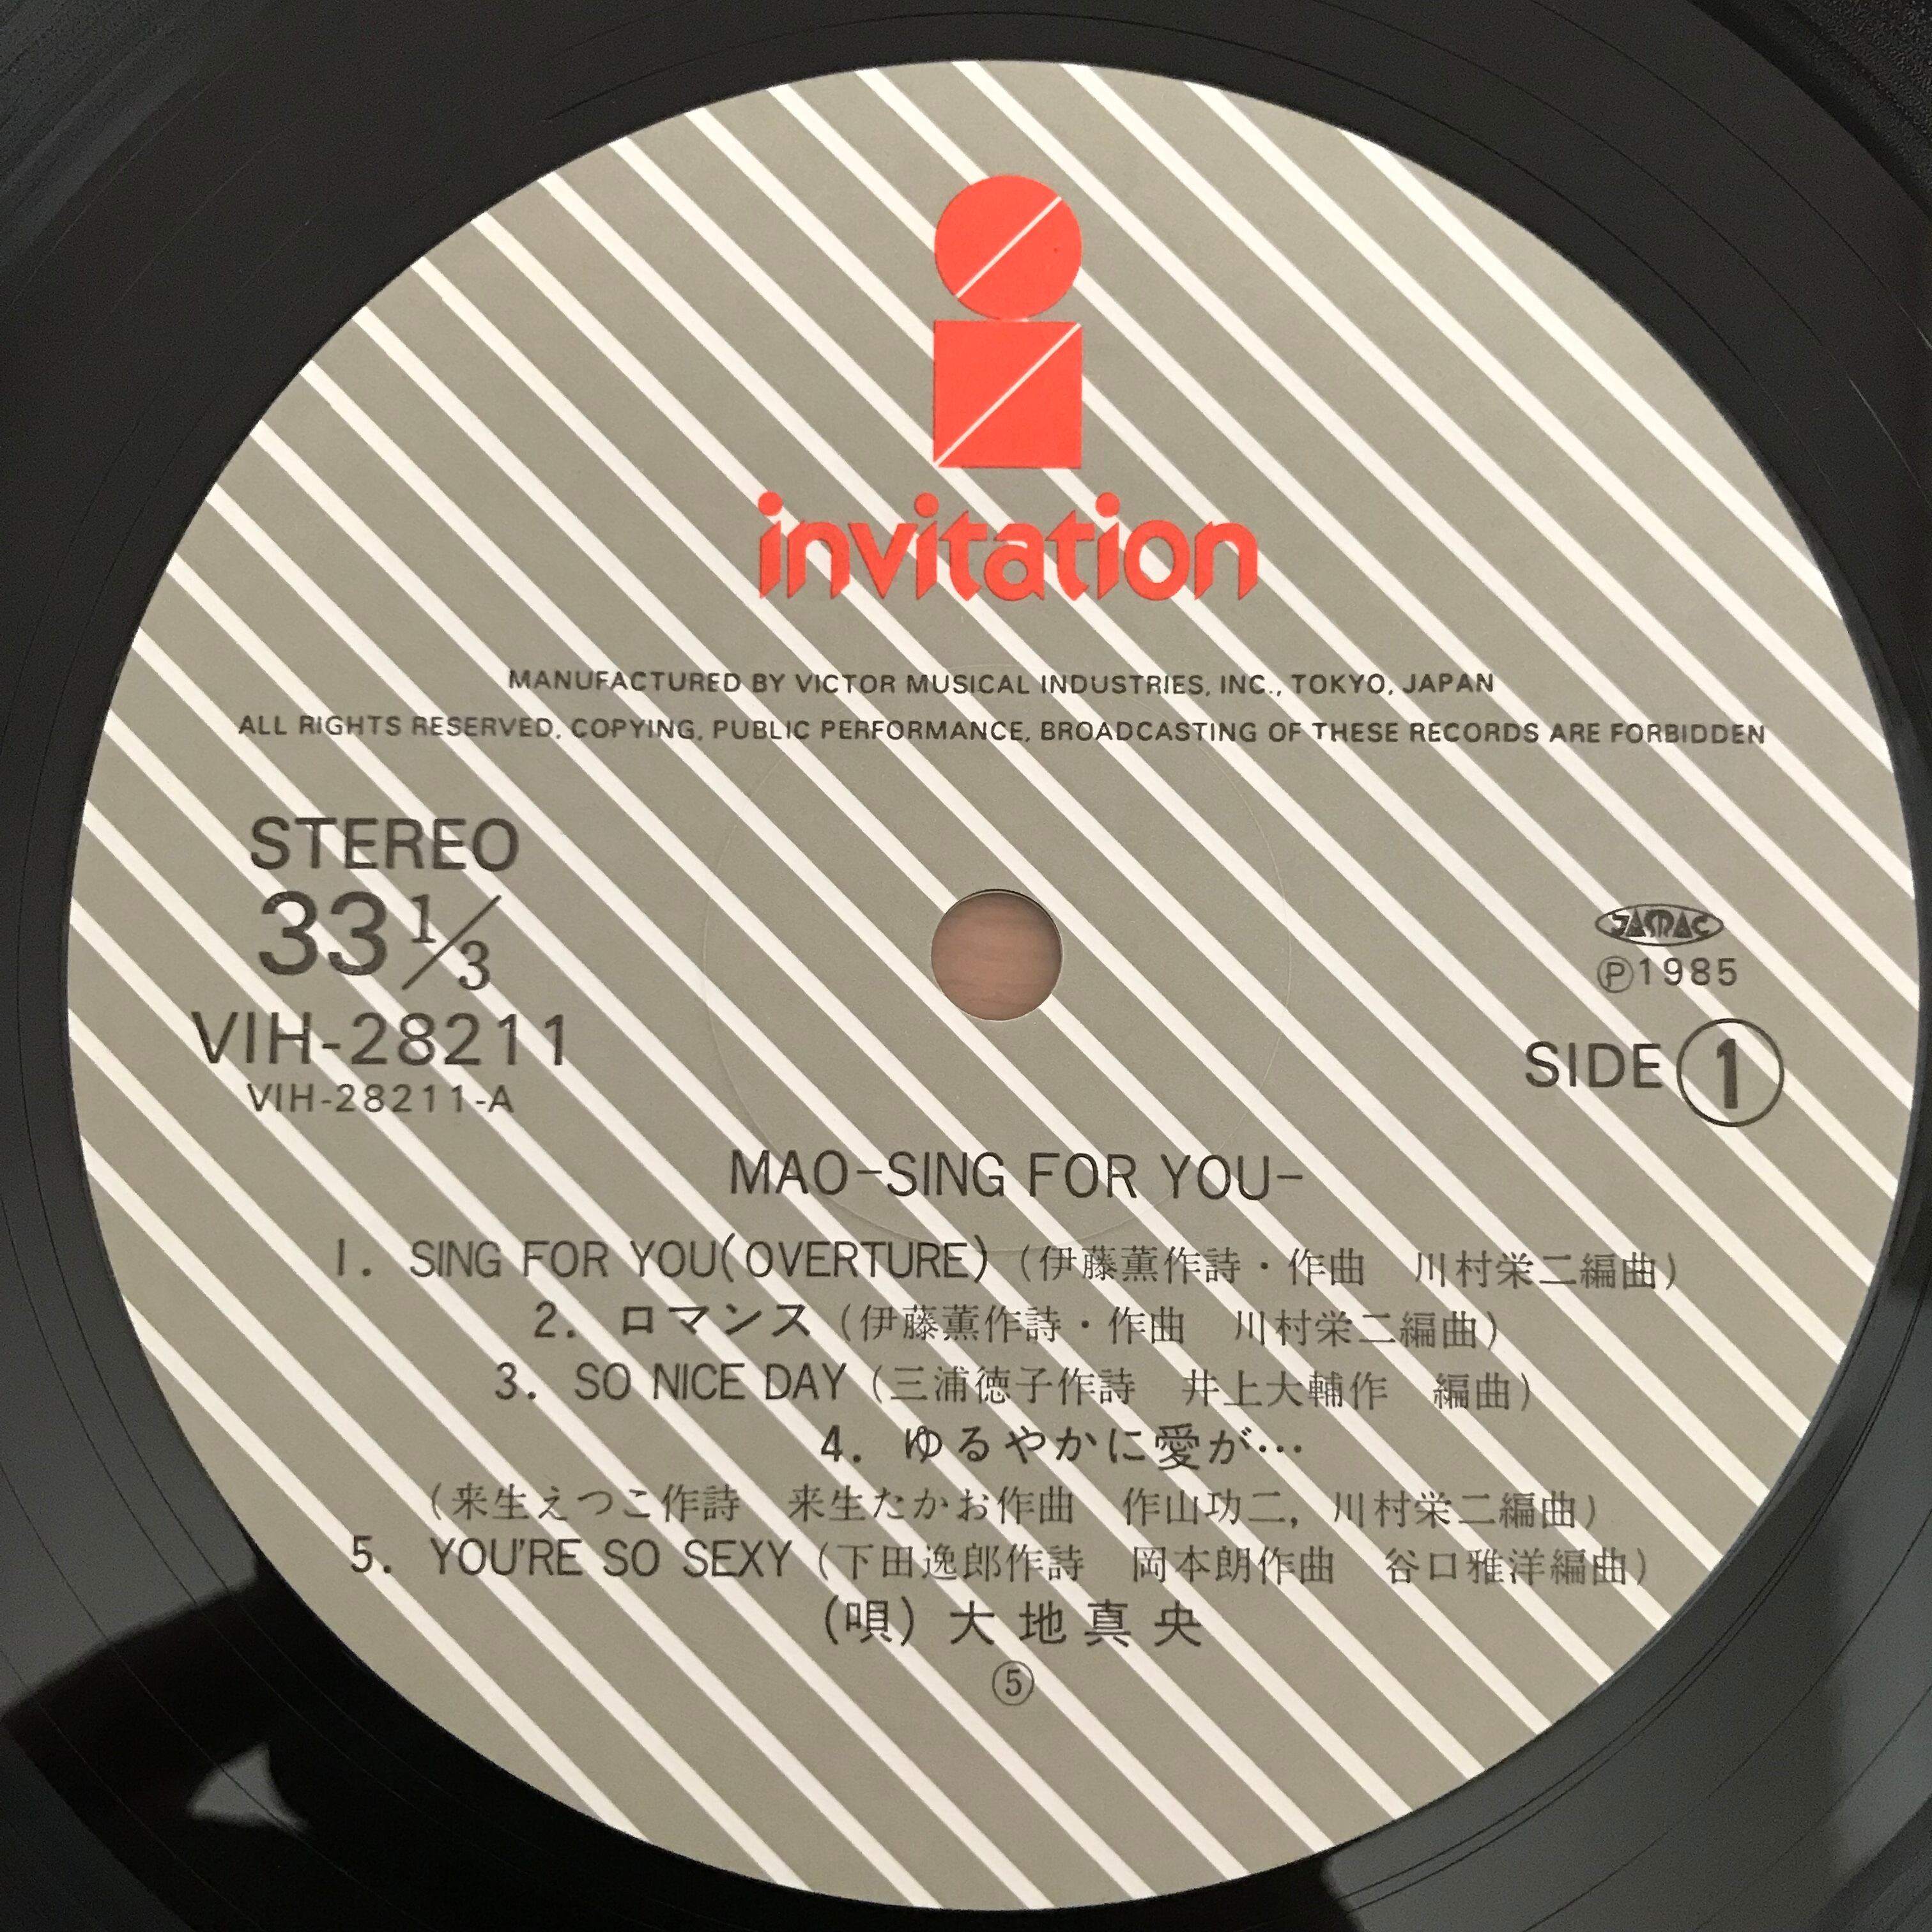 invitation
MANUFACTURED BY VICTOR MUSICAL INDUSTRIES, INC., TOKYO, JAPAN
ALL RIGHTS RESERVED, COPYING, PUBLIC PERFORMANCE, BROADCASTING OF THESE RECORDS ARE FORBIDDEN
STEREO
33 1/3
VIH-28211
VIH-28211-A
JASRAC
Ⓟ1985
SIDE ①
MAO-SING FOR YOU-
1. SING FOR YOU(OVERTURE) (伊藤薫作詩・作曲 川村栄二編曲)
2. ロマンス (伊藤薫作詩・作曲 川村栄二編曲)
3. SO NICE DAY (三浦徳子作詩 井上大輔作 編曲)
4. ゆるやかに愛が…
(来生えつこ作詩 来生たかお作曲 作山功二, 川村栄二編曲)
5. YOU'RE SO SEXY (下田逸郎作詩 岡本朗作曲 谷口雅洋編曲)
(唄) 大地真央
⑤